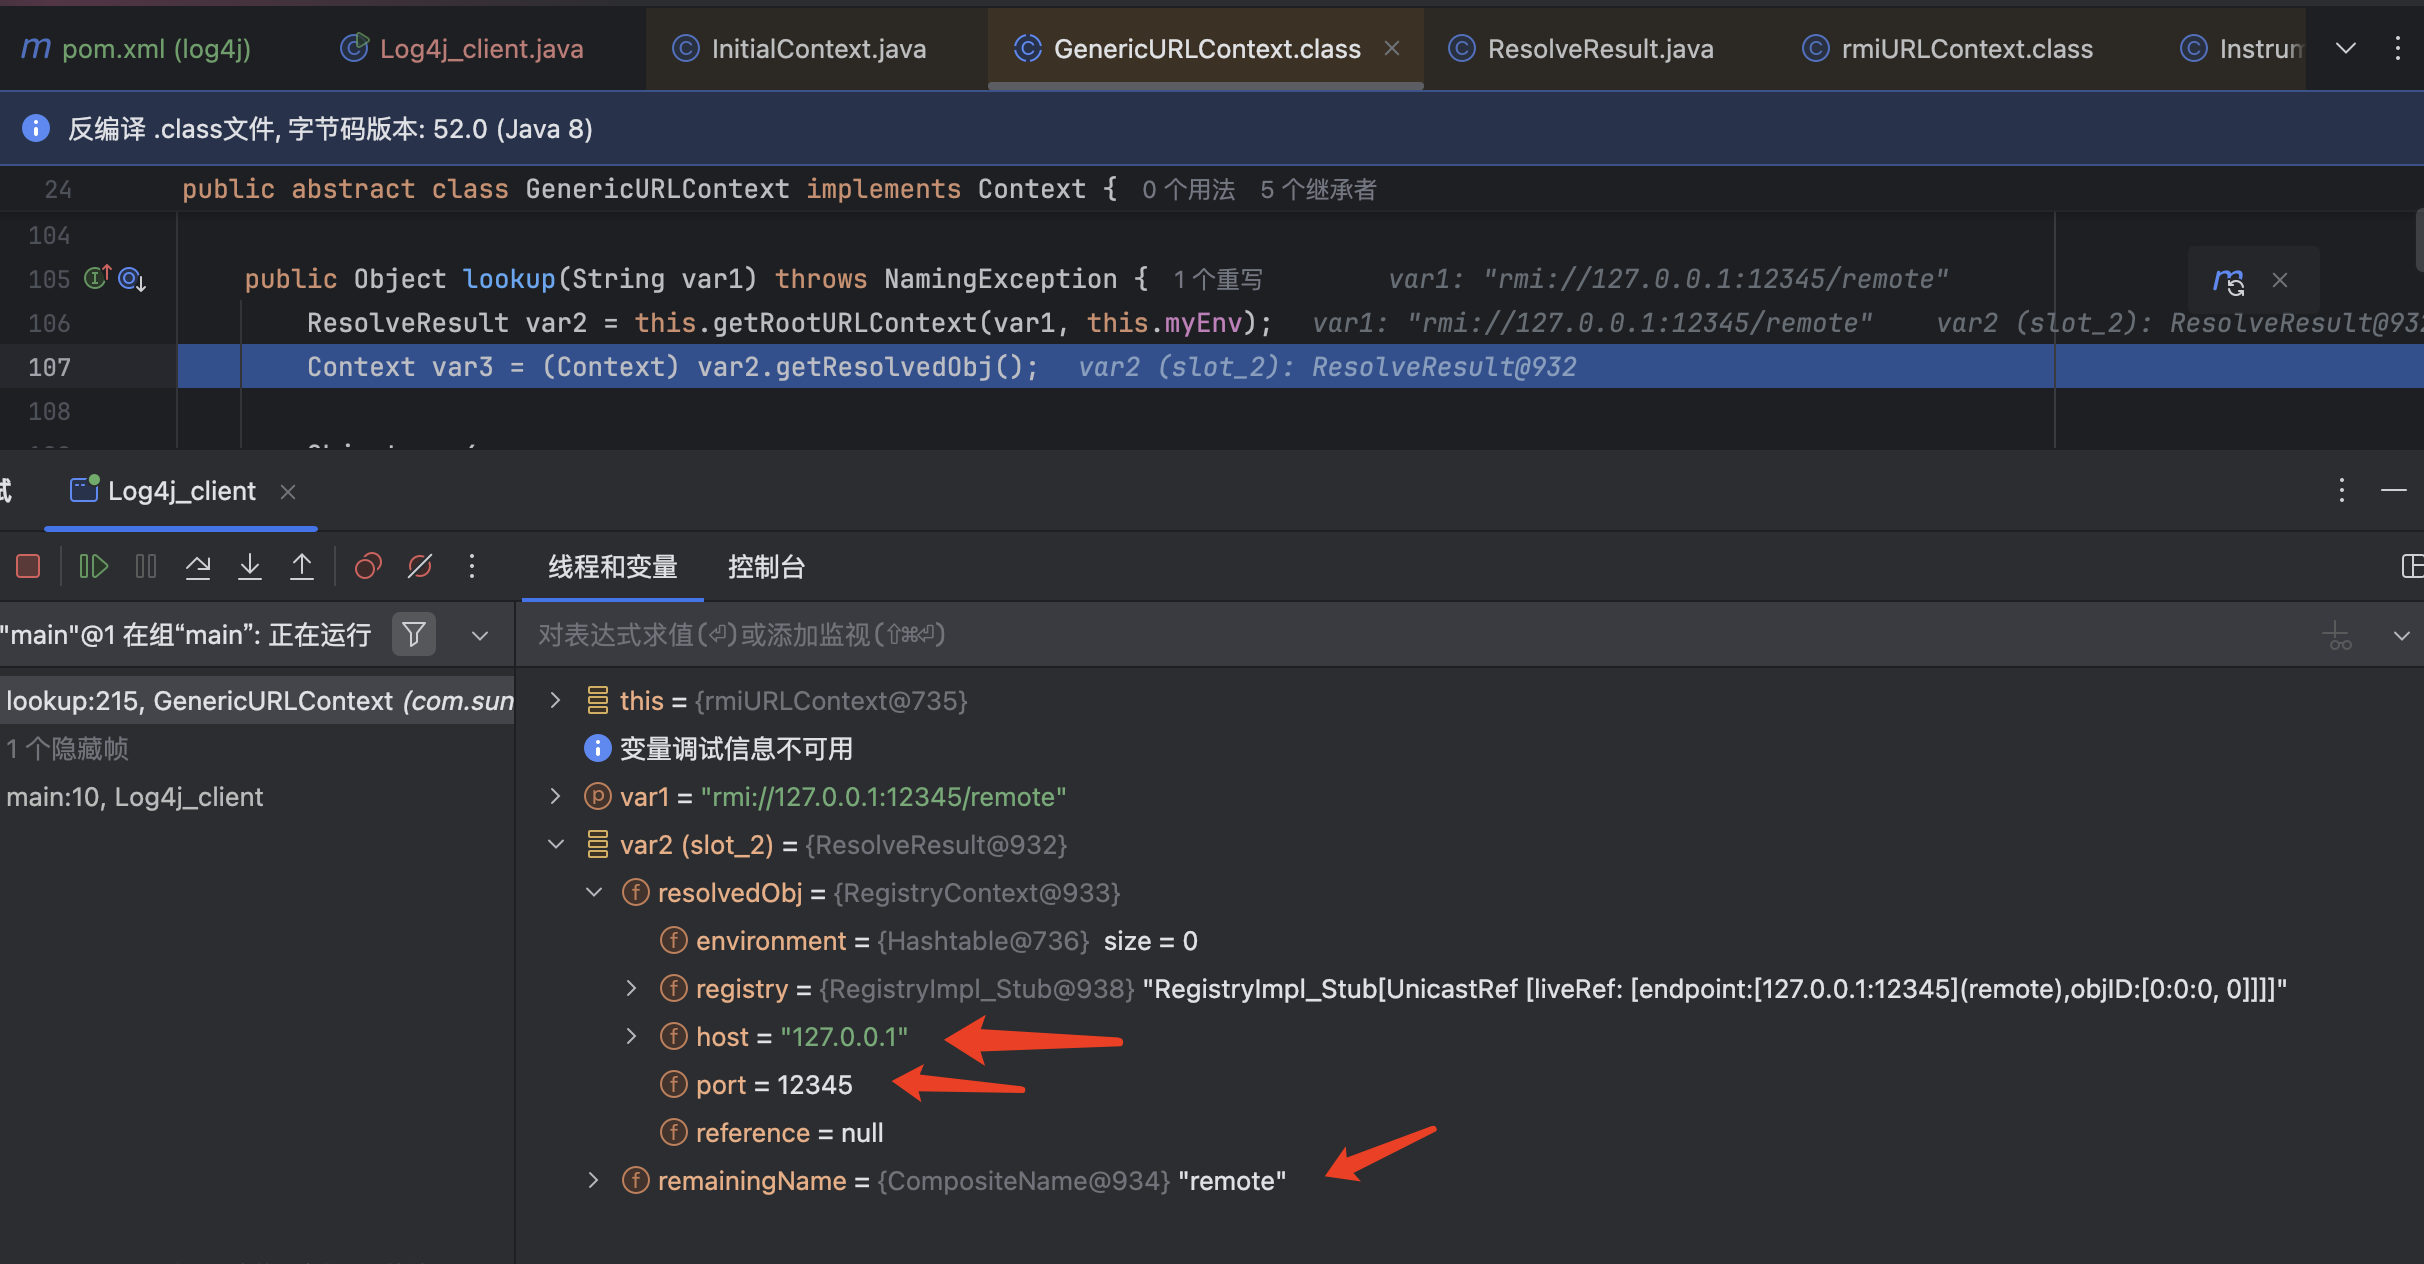 pom.xml (log4j) Log4j_client.java InitialContext.java GenericURLContext.class ResolveResult.java rmiURLContext.class
反编译 .class文件, 字节码版本: 52.0 (Java 8)
24 public abstract class GenericURLContext implements Context { 0 个用法 5 个继承者
104
105 public Object lookup(String var1) throws NamingException { 1 个重写 var1: "rmi://127.0.0.1:12345/remote"
106 ResolveResult var2 = this.getRootURLContext(var1, this.myEnv); var1: "rmi://127.0.0.1:12345/remote" var2 (slot_2): ResolveResult@932
107 Context var3 = (Context) var2.getResolvedObj(); var2 (slot_2): ResolveResult@932
108
试 Log4j_client
线程和变量 控制台
"main"@1 在组“main”: 正在运行 对表达式求值(⏎)或添加监视(⇧⌘⏎)
lookup:215, GenericURLContext (com.sun
1 个隐藏帧
main:10, Log4j_client
this = {rmiURLContext@735}
变量调试信息不可用
var1 = "rmi://127.0.0.1:12345/remote"
var2 (slot_2) = {ResolveResult@932}
resolvedObj = {RegistryContext@933}
environment = {Hashtable@736} size = 0
registry = {RegistryImpl_Stub@938} "RegistryImpl_Stub[UnicastRef [liveRef: [endpoint:[127.0.0.1:12345](remote),objID:[0:0:0, 0]]]]"
host = "127.0.0.1"
port = 12345
reference = null
remainingName = {CompositeName@934} "remote"